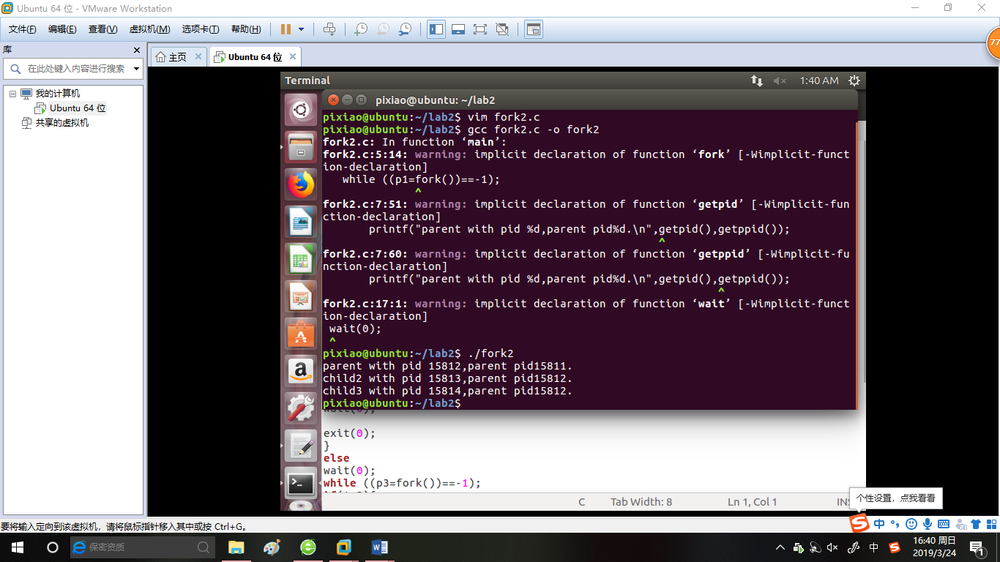 Ubuntu 64 位 - VMware Workstation
文件(F) 编辑(E) 查看(V) 虚拟机(M) 选项卡(T) 帮助(H)
库
主页
Ubuntu 64 位
77
在此处键入内容进行搜索
我的计算机
Ubuntu 64 位
共享的虚拟机
Terminal
1:40 AM
pixiao@ubuntu: ~/lab2
pixiao@ubuntu:~/lab2$ vim fork2.c
pixiao@ubuntu:~/lab2$ gcc fork2.c -o fork2
fork2.c: In function ‘main’:
fork2.c:5:14: warning: implicit declaration of function ‘fork’ [-Wimplicit-funct
ion-declaration]
while ((p1=fork())==-1);
^
fork2.c:7:51: warning: implicit declaration of function ‘getpid’ [-Wimplicit-fun
ction-declaration]
printf("parent with pid %d,parent pid%d.\n",getpid(),getppid());
^
fork2.c:7:60: warning: implicit declaration of function ‘getppid’ [-Wimplicit-fu
nction-declaration]
printf("parent with pid %d,parent pid%d.\n",getpid(),getppid());
^
fork2.c:17:1: warning: implicit declaration of function ‘wait’ [-Wimplicit-funct
ion-declaration]
wait(0);
^
pixiao@ubuntu:~/lab2$ ./fork2
parent with pid 15812,parent pid15811.
child2 with pid 15813,parent pid15812.
child3 with pid 15814,parent pid15812.
pixiao@ubuntu:~/lab2$
exit(0);
}
else
wait(0);
while ((p3=fork())==-1);
C Tab Width: 8 Ln 1, Col 1 INS
个性设置，点我看看
要将输入定向到该虚拟机，请将鼠标指针移入其中或按 Ctrl+G。
中
保密资质
中
16:40 周日
2019/3/24
1